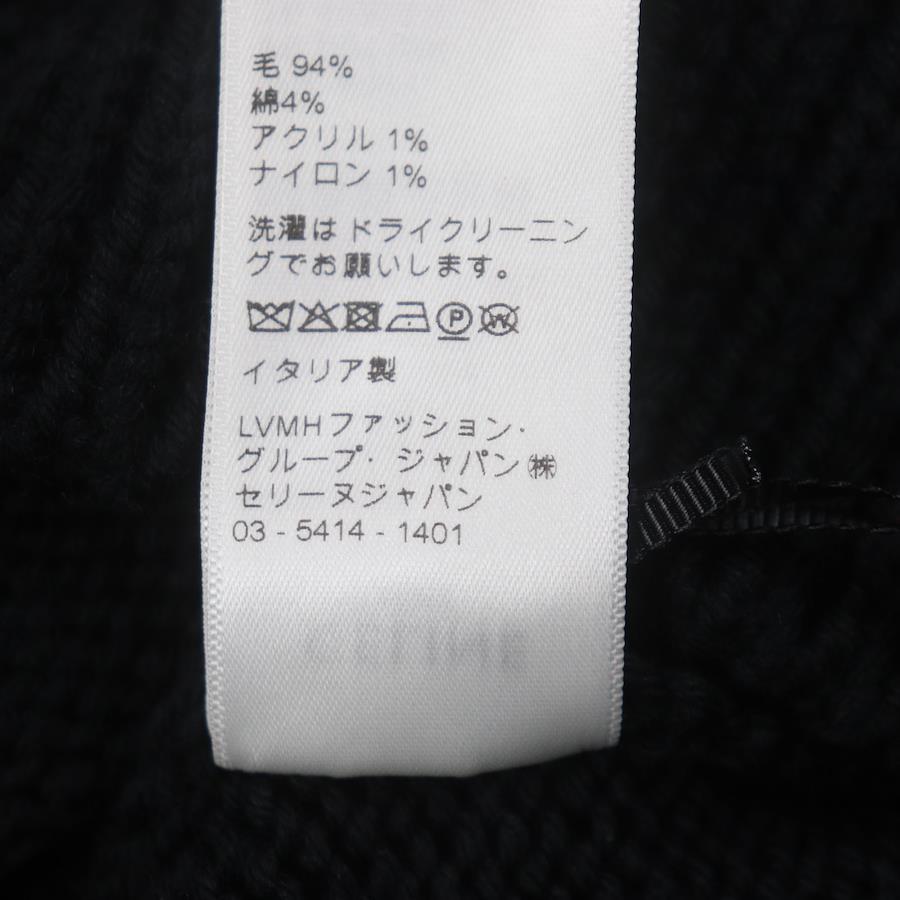 毛 94%
綿4%
アクリル 1%
ナイロン 1%
洗濯は ドライクリーニン
グでお願いします。
P W
イタリア製
LVMHファッション・
グループ・ジャパン㈱
セリーヌジャパン
03 - 5414 - 1401
CELINE